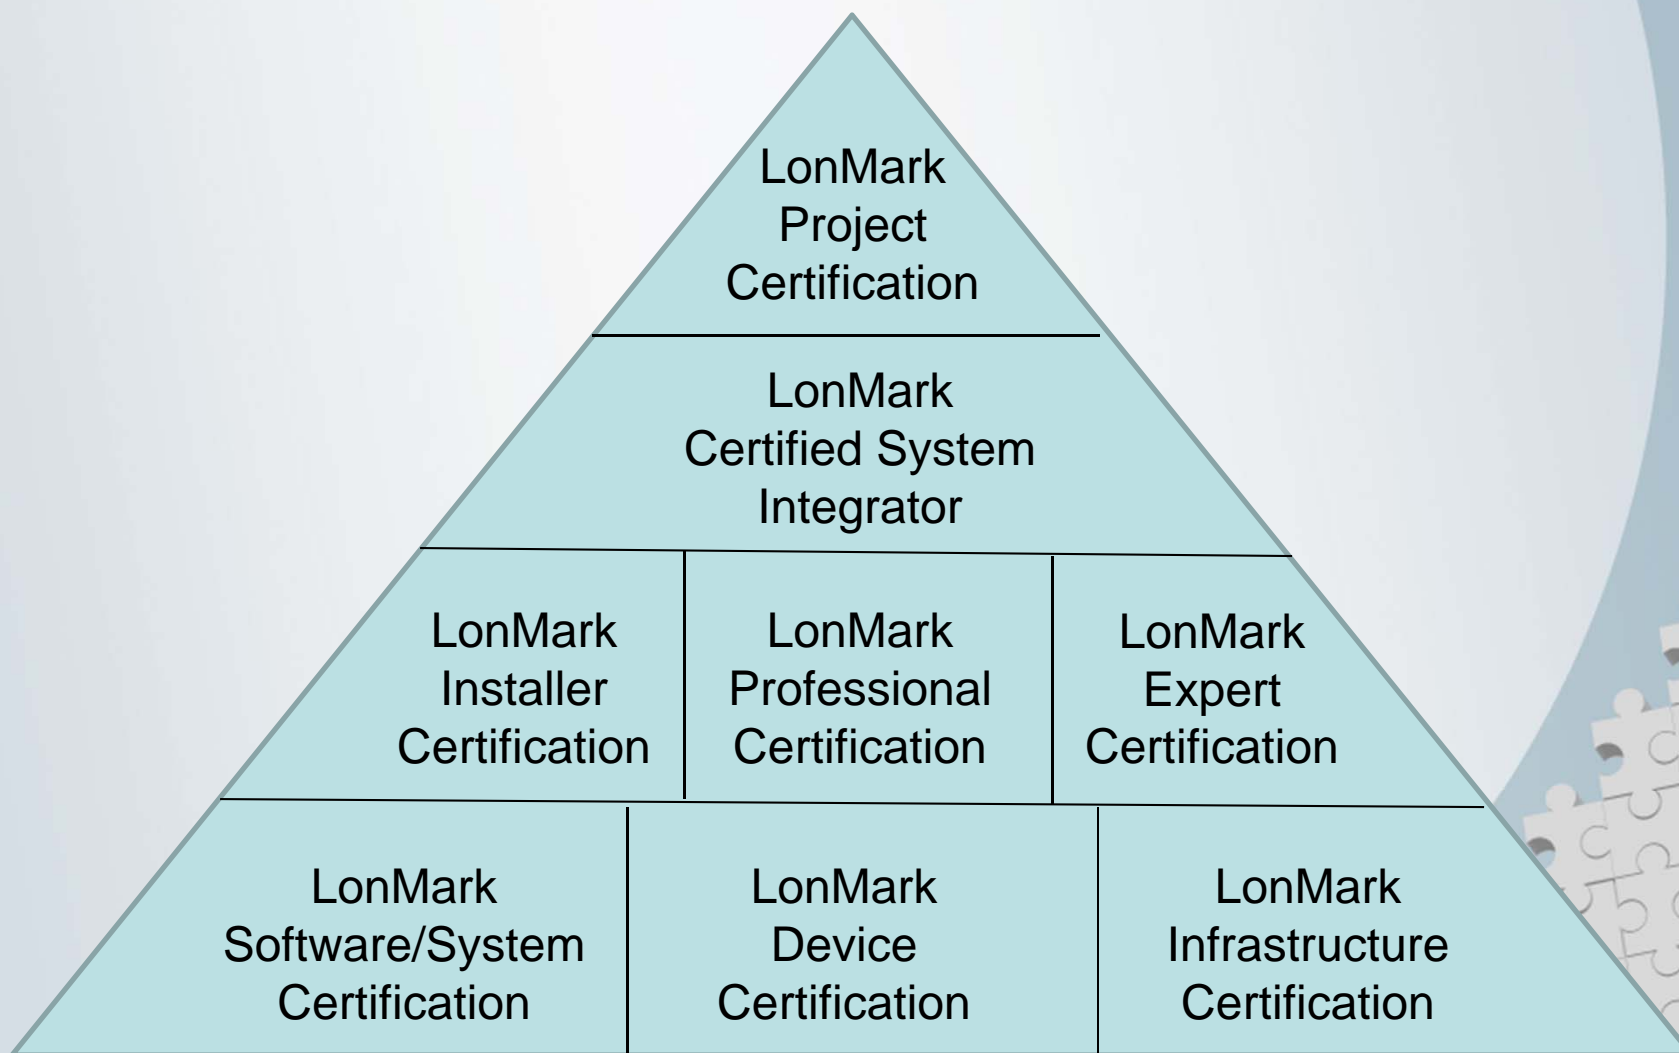 LonMark
Project
Certification
LonMark
Certified System
Integrator
LonMark
Installer
Certification
LonMark
Professional
Certification
LonMark
Expert
Certification
LonMark
Software/System
Certification
LonMark
Device
Certification
LonMark
Infrastructure
Certification